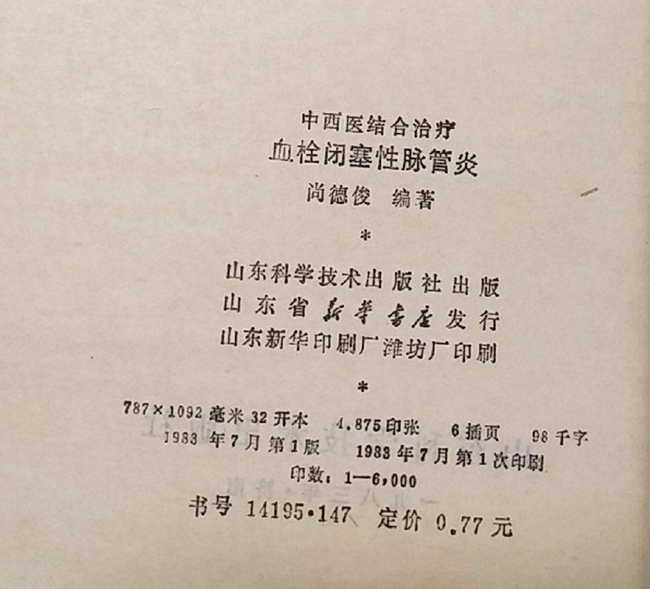 中西医结合治疗
血栓闭塞性脉管炎
尚德俊 编著
*
山东科学技术出版社出版
山东省新华书店发行
山东新华印刷厂潍坊厂印刷
*
787×1092毫米32开本 4.875印张 6插页 98千字
1983年7月第1版 1983年7月第1次印刷
印数：1—6,000
书号 14195·147 定价 0.77元